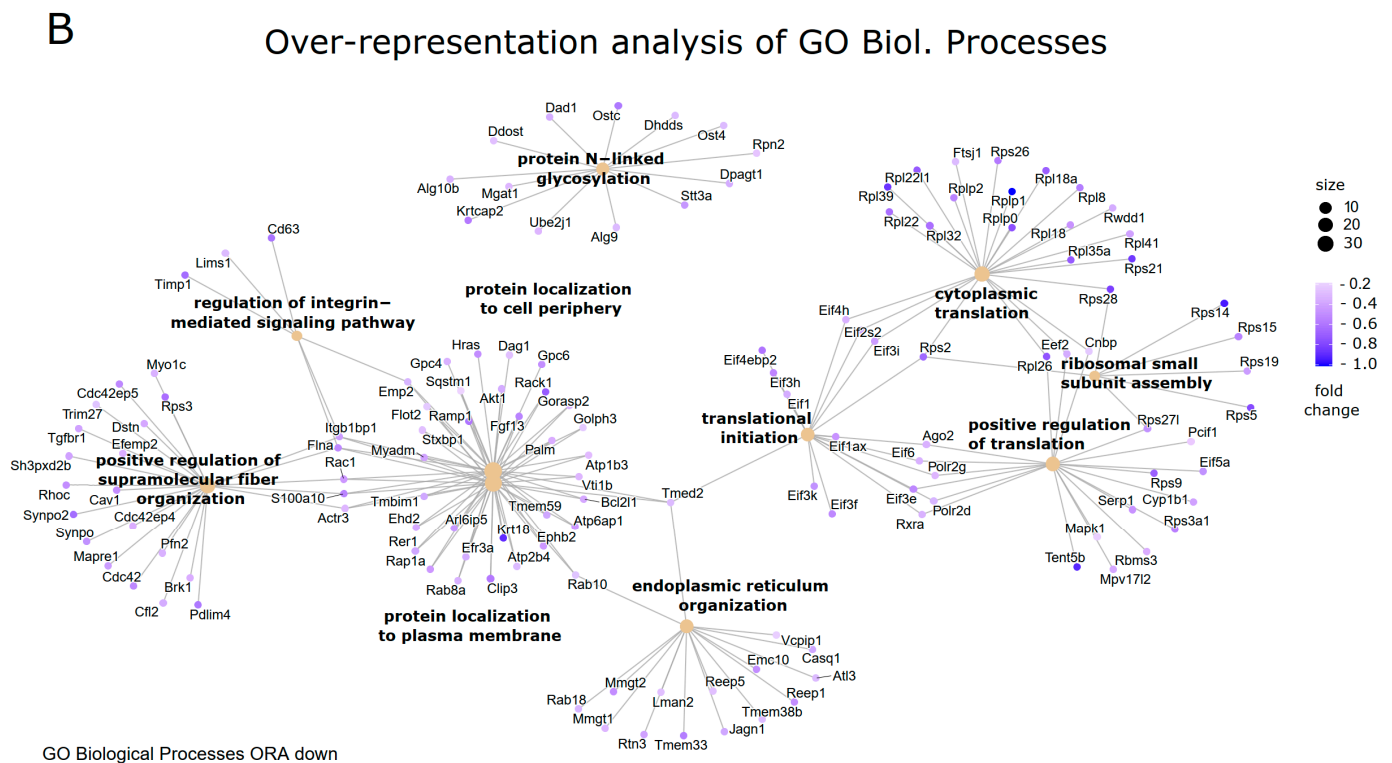 B
Over-representation analysis of GO Biol. Processes
Dad1
Ostc
Dhdds
Ddost
Ost4
Rpn2
protein N−linked
glycosylation
Alg10b
Mgat1
Dpagt1
Stt3a
Krtcap2
Ube2j1
Alg9
Cd63
Lims1
Timp1
regulation of integrin−
mediated signaling pathway
protein localization
to cell periphery
Ftsj1
Rps26
Rpl22l1
Rpl18a
Rpl39
Rplp2
Rplp1
Rpl8
Rpl22
Rplp0
Rwdd1
Rpl32
Rpl18
Rpl41
Rpl35a
Rps21
cytoplasmic
translation
Rps28
Eif4h
Eif2s2
Eif3i
Rps2
Eef2
Cnbp
Rpl26
Rps14
Rps15
Rps19
ribosomal small
subunit assembly
Rps5
Eif4ebp2
Eif3h
Eif1
translational
initiation
Eif1ax
Ago2
Eif6
Polr2g
Eif3e
Polr2d
Rxra
Eif3k
Eif3f
positive regulation
of translation
Rps27l
Pcif1
Eif5a
Rps9
Serp1
Cyp1b1
Rps3a1
Mapk1
Tent5b
Rbms3
Mpv17l2
Hras
Dag1
Gpc4
Gpc6
Sqstm1
Akt1
Rack1
Emp2
Gorasp2
Flot2
Ramp1
Fgf13
Golph3
Stxbp1
Palm
Itgb1bp1
Flna
Myadm
Rac1
Atp1b3
Vti1b
S100a10
Tmbim1
Bcl2l1
Actr3
Tmem59
Tmed2
Ehd2
Arl6ip5
Krt18
Atp6ap1
Rer1
Efr3a
Ephb2
Rap1a
Atp2b4
Rab8a
Clip3
Rab10
protein localization
to plasma membrane
Myo1c
Cdc42ep5
Rps3
Trim27
Dstn
Tgfbr1
Efemp2
Sh3pxd2b
positive regulation of
supramolecular fiber
organization
Rhoc
Cav1
Synpo2
Cdc42ep4
Synpo
Pfn2
Mapre1
Cdc42
Brk1
Cfl2
Pdlim4
endoplasmic reticulum
organization
Vcpip1
Casq1
Emc10
Atl3
Mmgt2
Reep5
Reep1
Rab18
Lman2
Tmem38b
Mmgt1
Jagn1
Rtn3
Tmem33
size
10
20
30
- 0.2
- 0.4
- 0.6
- 0.8
- 1.0
fold
change
GO Biological Processes ORA down